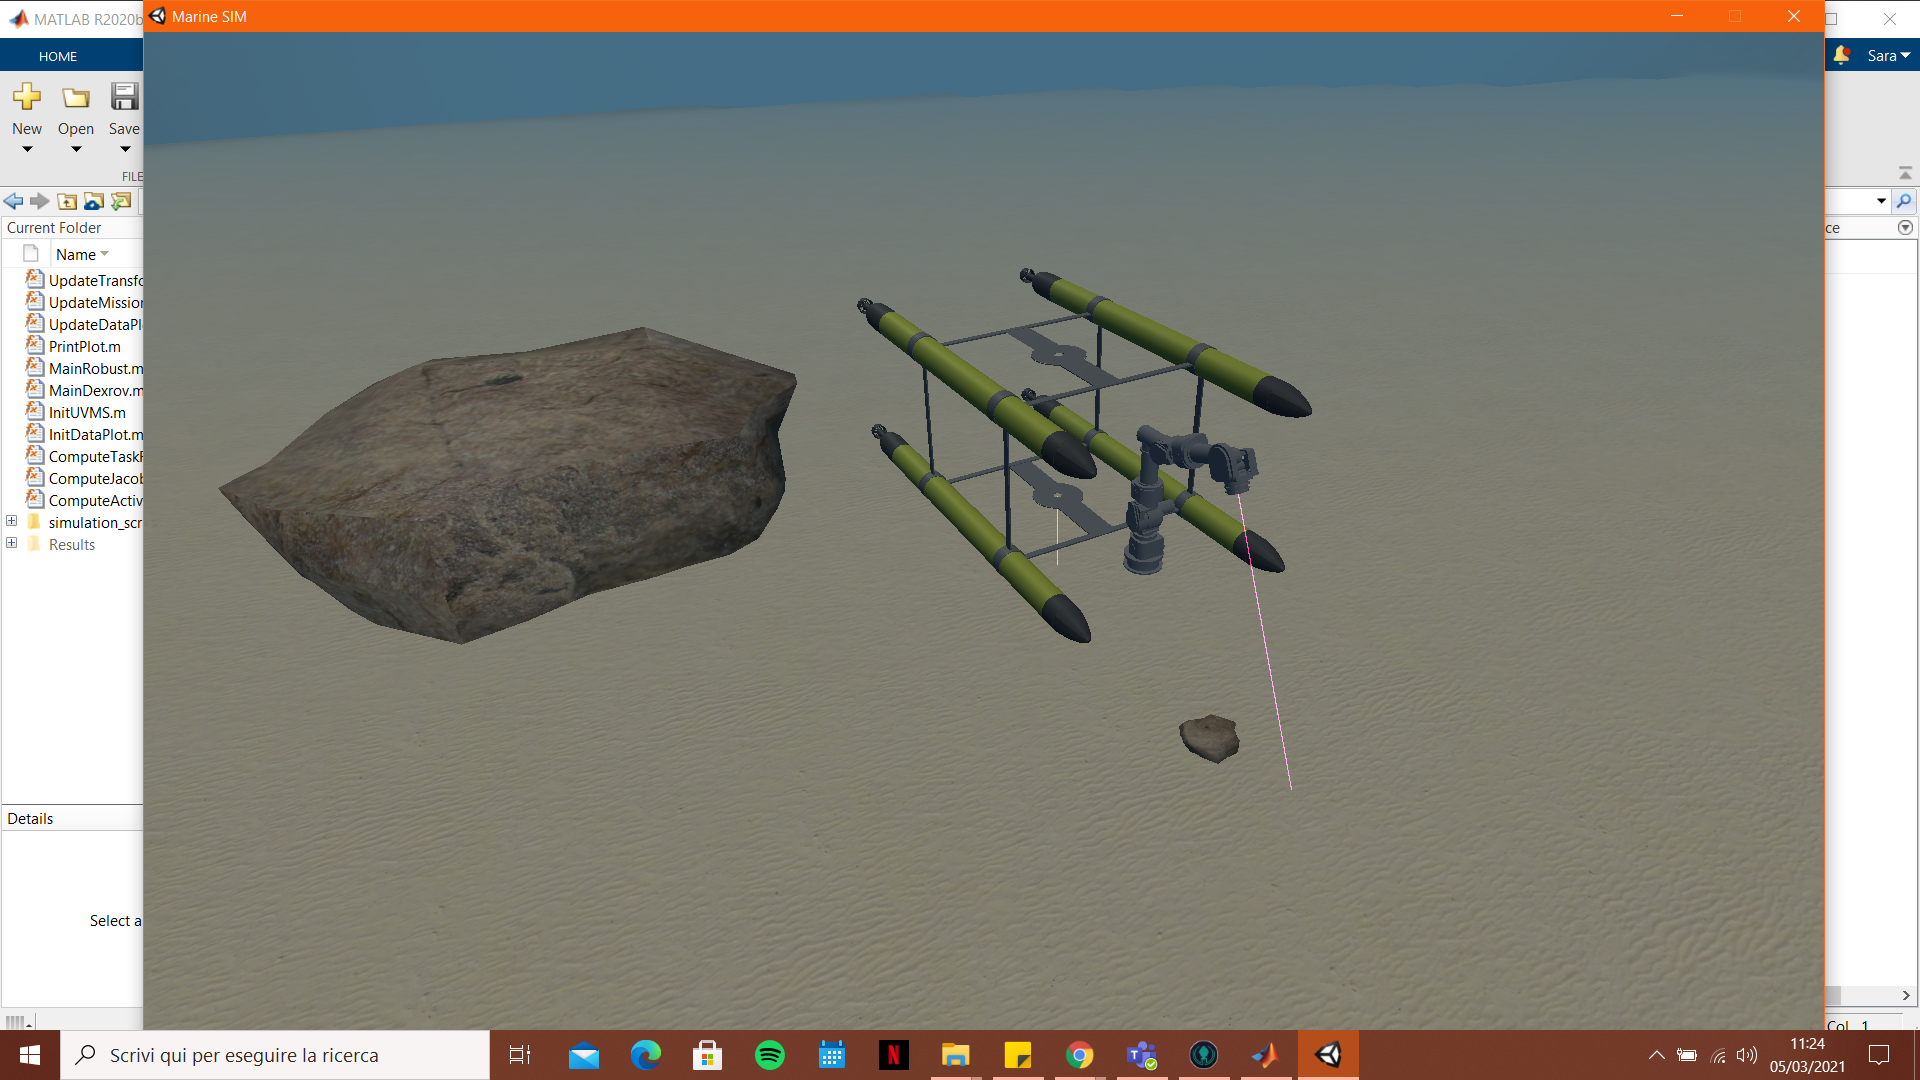 MATLAB R2020b
Marine SIM
HOME
Sara
New
Open
Save
FILE
Current Folder
ce
Name
UpdateTransfo
UpdateMission
UpdateDataPl
PrintPlot.m
MainRobust.m
MainDexrov.m
InitUVMS.m
InitDataPlot.m
ComputeTaskR
ComputeJacob
ComputeActiv
simulation_scr
Results
Details
Select a
Col 1
Scrivi qui per eseguire la ricerca
11:24
05/03/2021